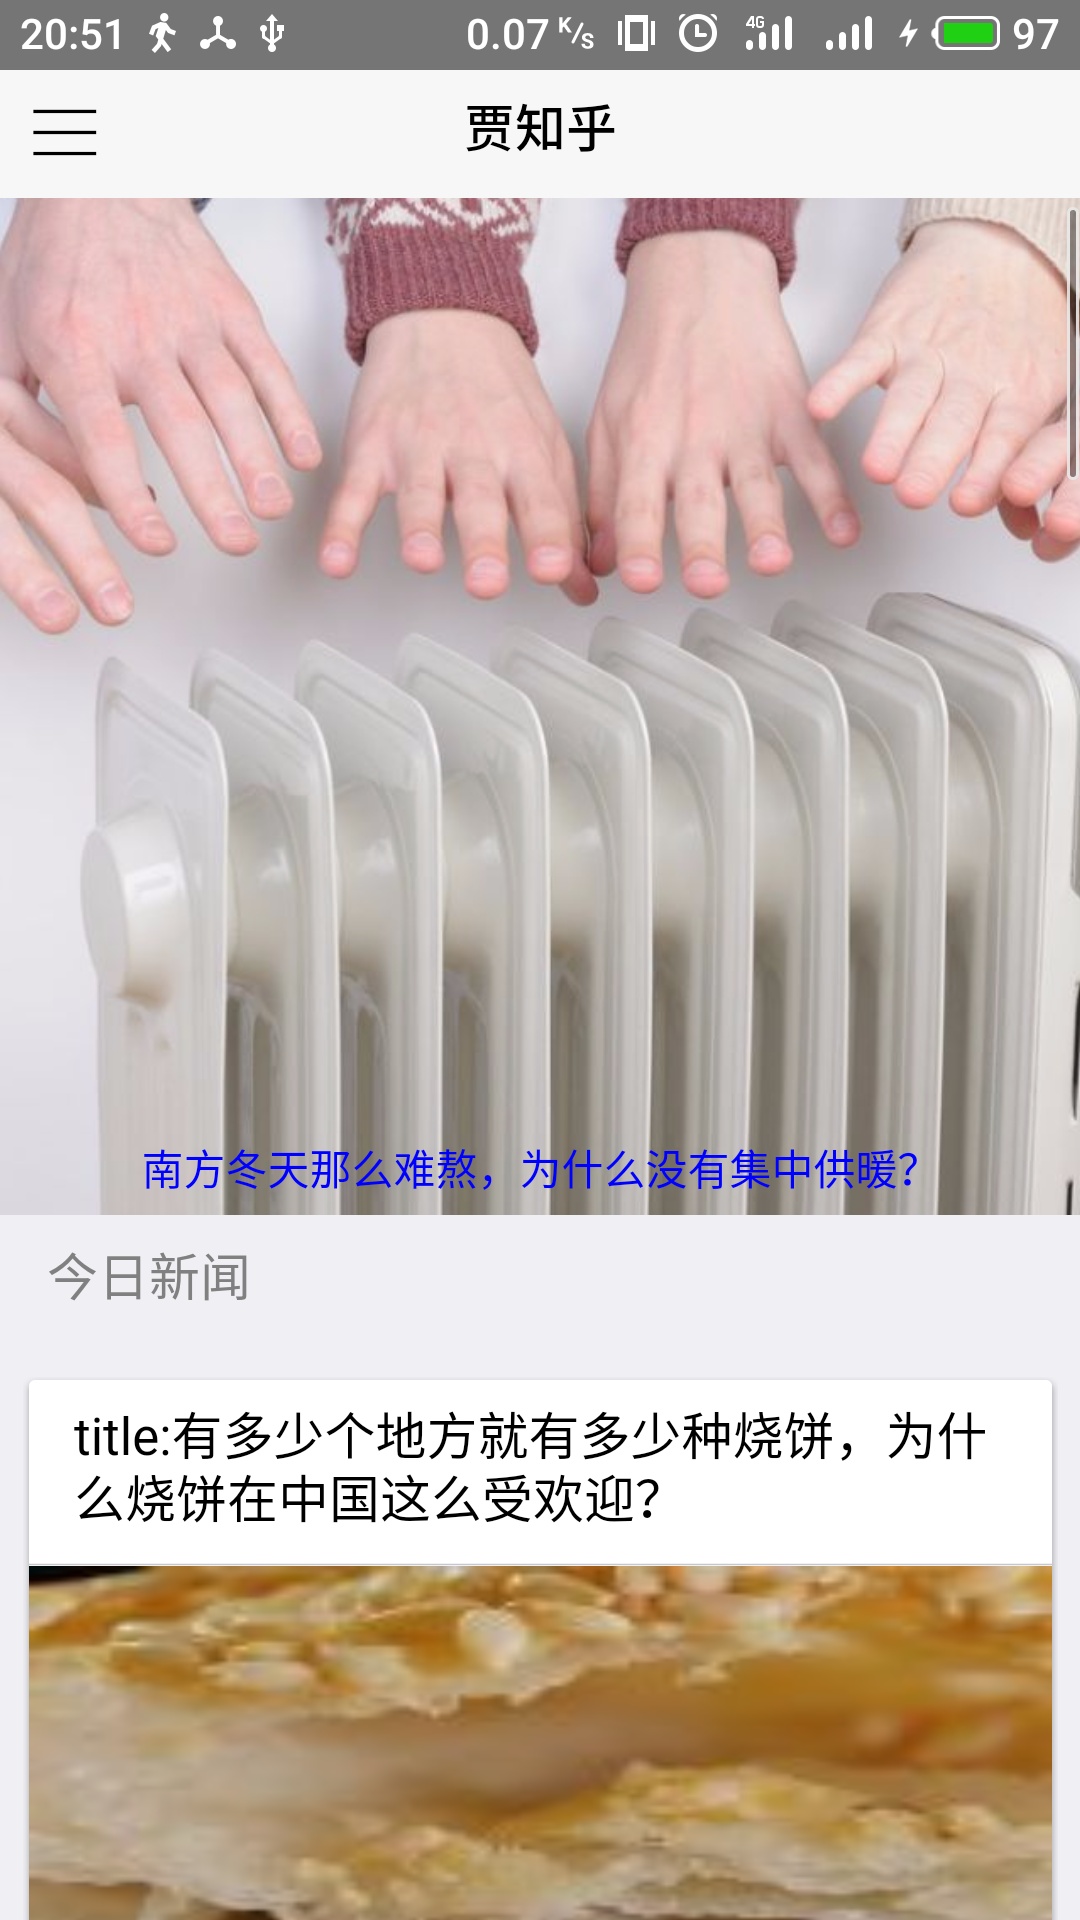 20:51 0.07 K/s 4G 97
贾知乎
南方冬天那么难熬，为什么没有集中供暖？
今日新闻
title:有多少个地方就有多少种烧饼，为什
么烧饼在中国这么受欢迎？